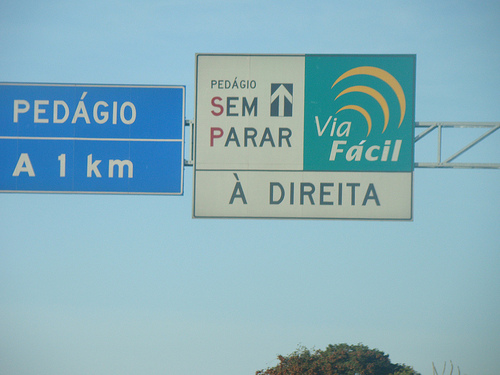 PEDÁGIO
A 1 km
PEDÁGIO
SEM
PARAR
Via
Fácil
À DIREITA